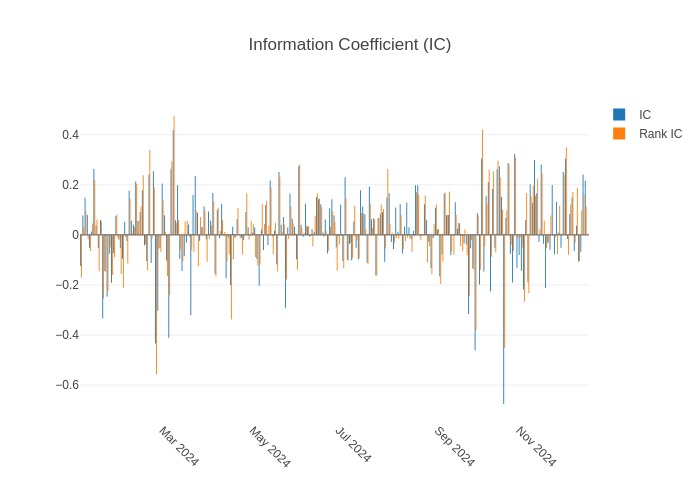 Information Coefficient (IC)
IC
Rank IC
0.4
0.2
0
−0.2
−0.4
−0.6
Mar 2024
May 2024
Jul 2024
Sep 2024
Nov 2024